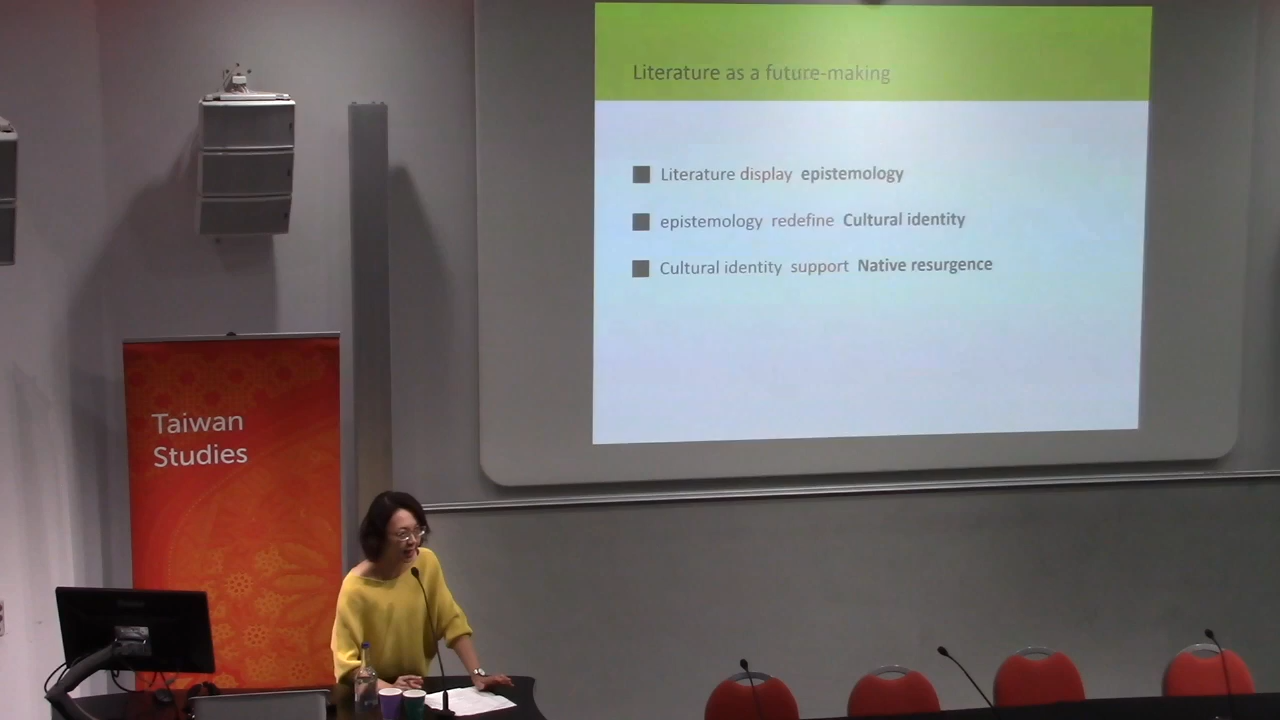 Literature as a future-making
Literature display epistemology
epistemology redefine Cultural identity
Cultural identity support Native resurgence
Taiwan
Studies